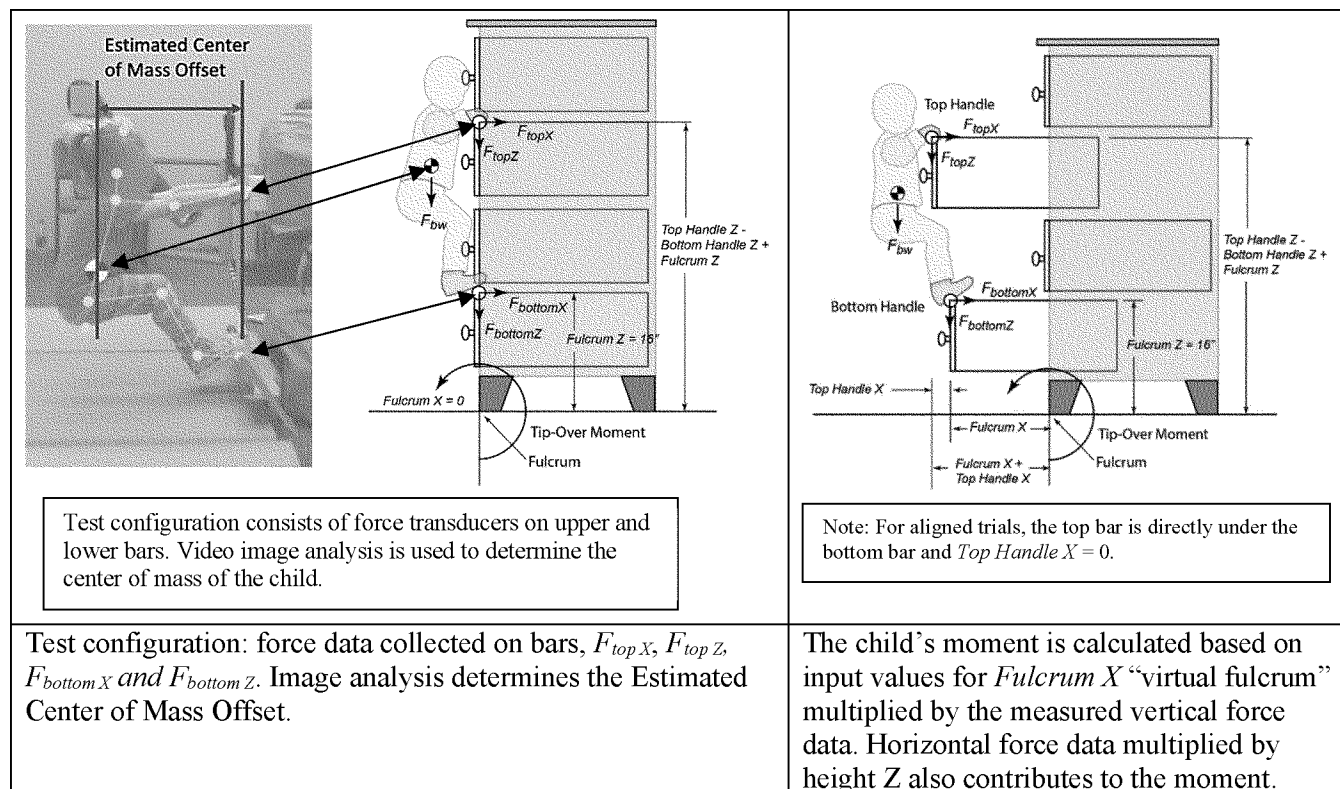 Estimated Center
of Mass Offset
F_topX
F_topZ
F_bw
Top Handle Z -
Bottom Handle Z +
Fulcrum Z
F_bottomX
F_bottomZ
Fulcrum Z = 16"
Fulcrum X = 0
Tip-Over Moment
Fulcrum
Test configuration consists of force transducers on upper and
lower bars. Video image analysis is used to determine the
center of mass of the child.
Top Handle
F_topX
F_topZ
F_bw
Top Handle Z -
Bottom Handle Z +
Fulcrum Z
Bottom Handle
F_bottomX
F_bottomZ
Fulcrum Z = 16"
Top Handle X
Fulcrum X
Tip-Over Moment
Fulcrum X +
Top Handle X
Fulcrum
Note: For aligned trials, the top bar is directly under the
bottom bar and Top Handle X = 0.
Test configuration: force data collected on bars, F_top X, F_top Z,
F_bottom X and F_bottom Z. Image analysis determines the Estimated
Center of Mass Offset.
The child’s moment is calculated based on
input values for Fulcrum X “virtual fulcrum”
multiplied by the measured vertical force
data. Horizontal force data multiplied by
height Z also contributes to the moment.